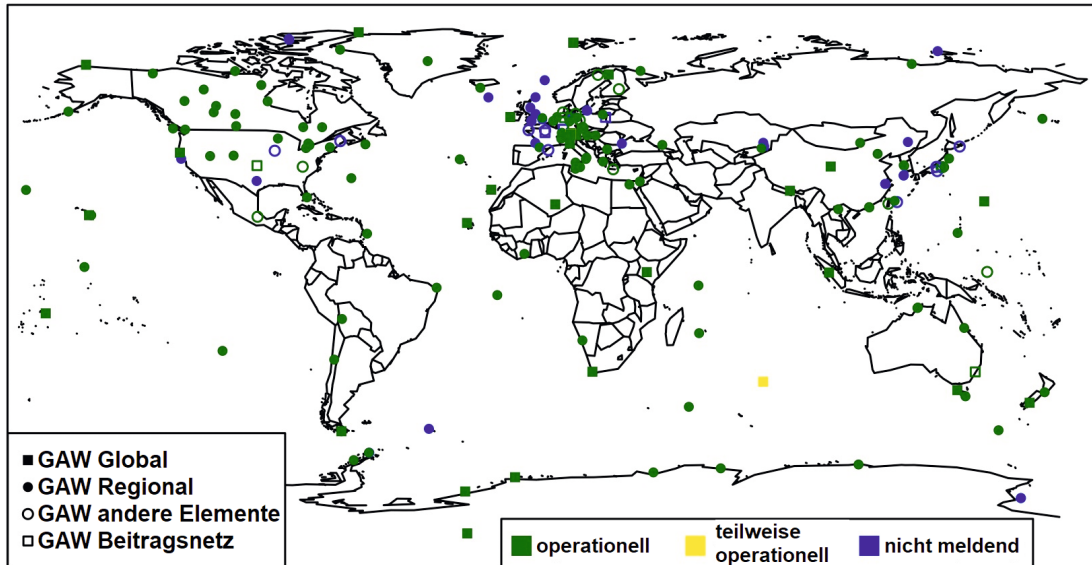 GAW Global
GAW Regional
GAW andere Elemente
GAW Beitragsnetz
operationell
teilweise
operationell
nicht meldend